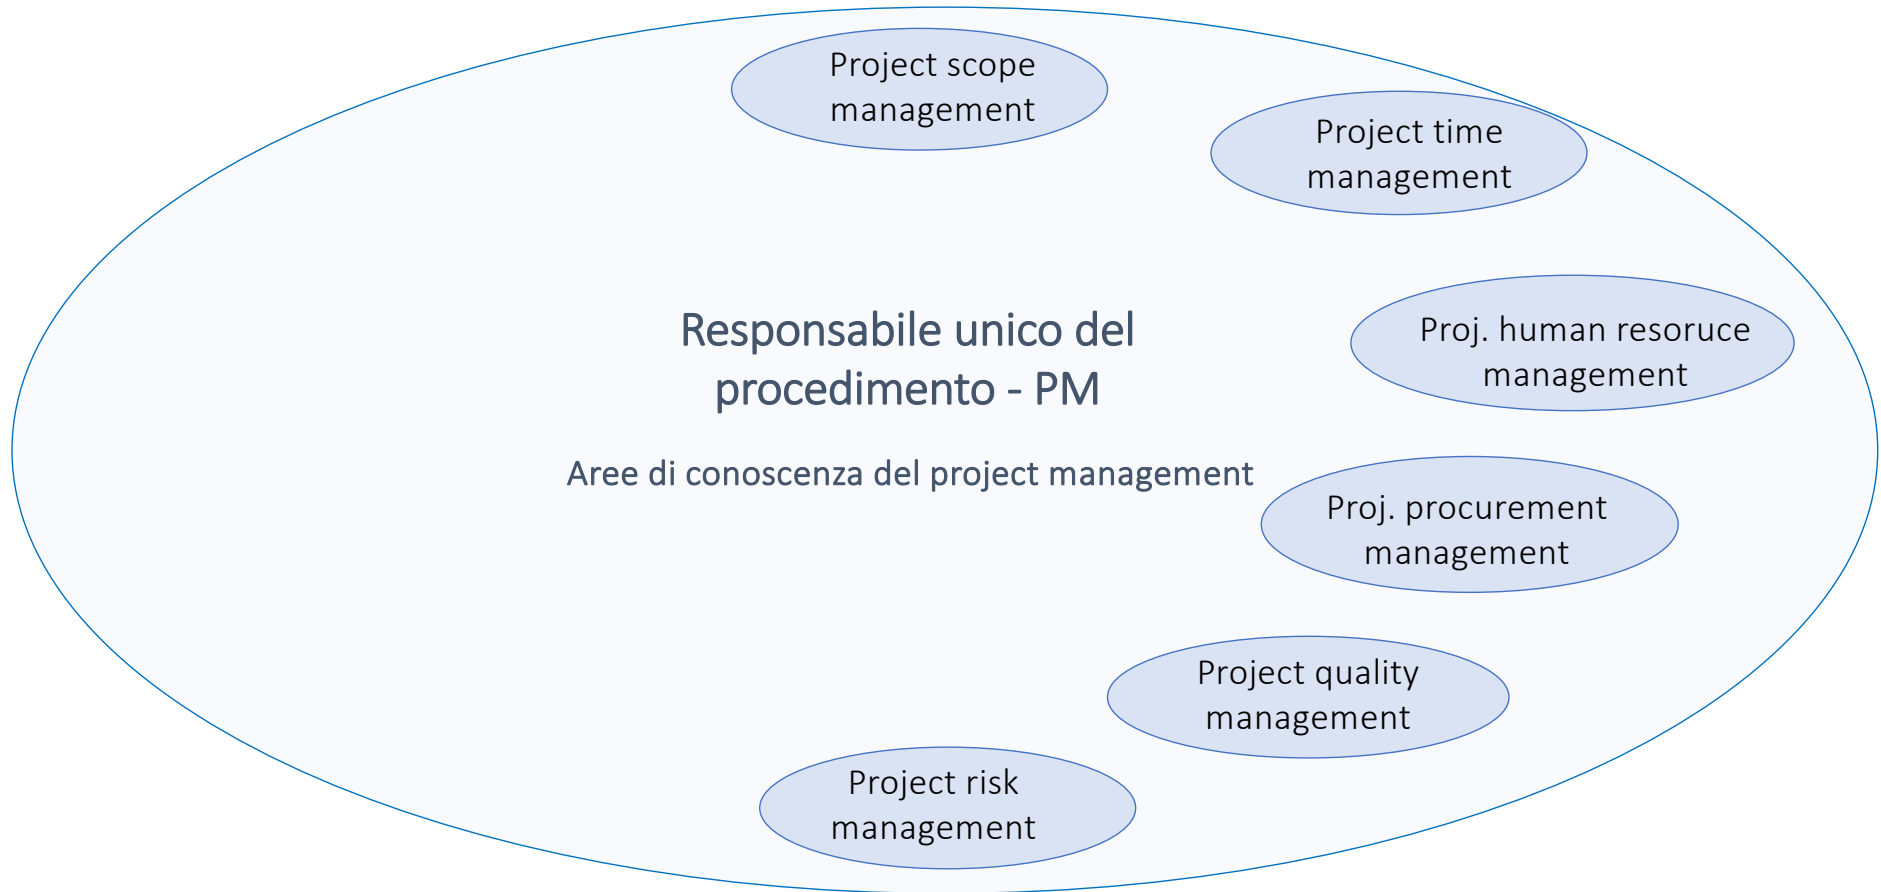 Project scope
management
Project time
management
Responsabile unico del
procedimento - PM
Proj. human resoruce
management
Aree di conoscenza del project management
Proj. procurement
management
Project quality
management
Project risk
management